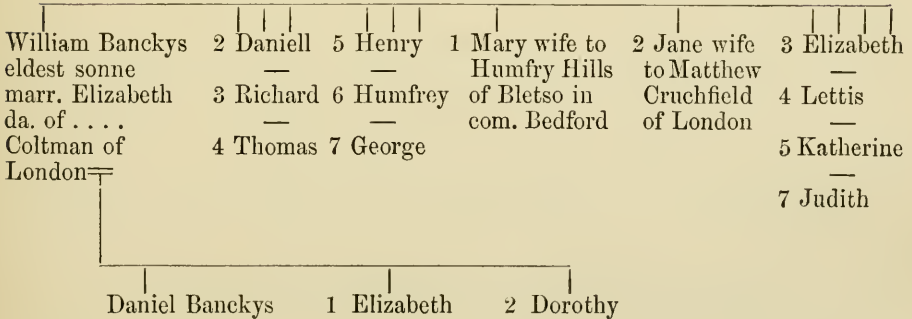 William Banckys
eldest sonne
marr. Elizabeth
da. of . . . .
Coltman of
London
2 Daniell
—
3 Richard
—
4 Thomas
5 Henry
—
6 Humfrey
—
7 George
1 Mary wife to
Humfry Hills
of Bletso in
com. Bedford
2 Jane wife
to Matthew
Cruchfield
of London
3 Elizabeth
—
4 Lettis
—
5 Katherine
—
7 Judith
Daniel Banckys
1 Elizabeth
2 Dorothy